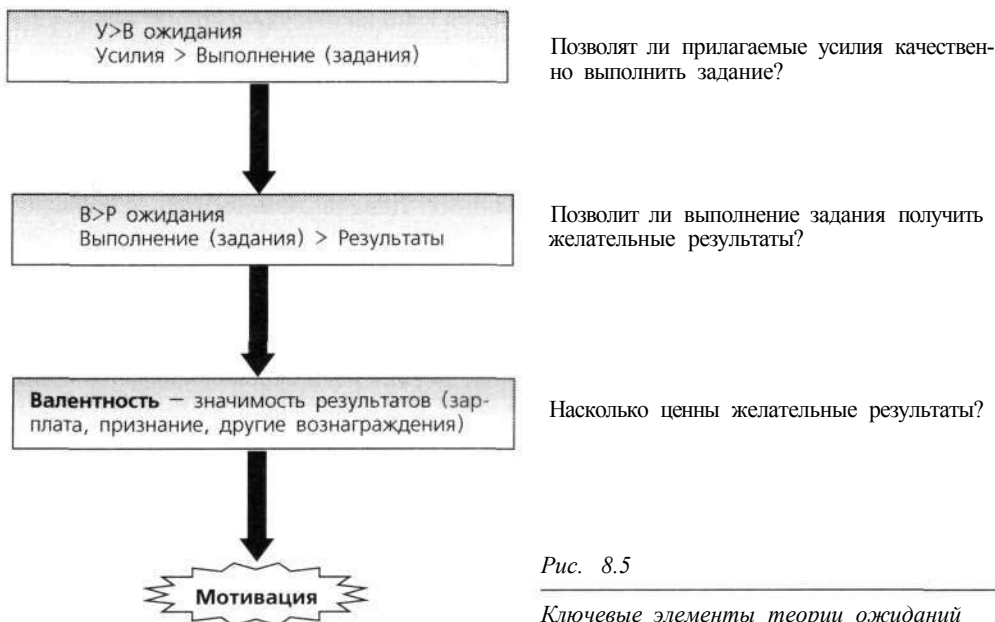 У>В ожидания
Усилия > Выполнение (задания)
Позволят ли прилагаемые усилия качествен-
но выполнить задание?
В>Р ожидания
Выполнение (задания) > Результаты
Позволит ли выполнение задания получить
желательные результаты?
Валентность — значимость результатов (зар-
плата, признание, другие вознаграждения)
Насколько ценны желательные результаты?
Мотивация
Рис. 8.5
Ключевые элементы теории ожиданий